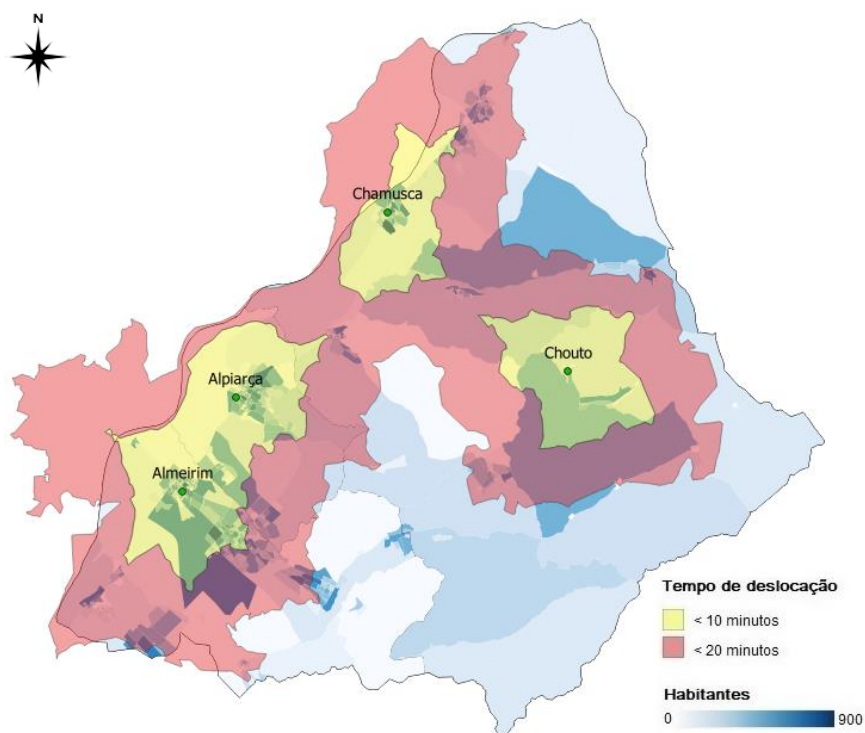 N
Chamusca
Chouto
Alpiarça
Almeirim
Tempo de deslocação
< 10 minutos
< 20 minutos
Habitantes
0 900